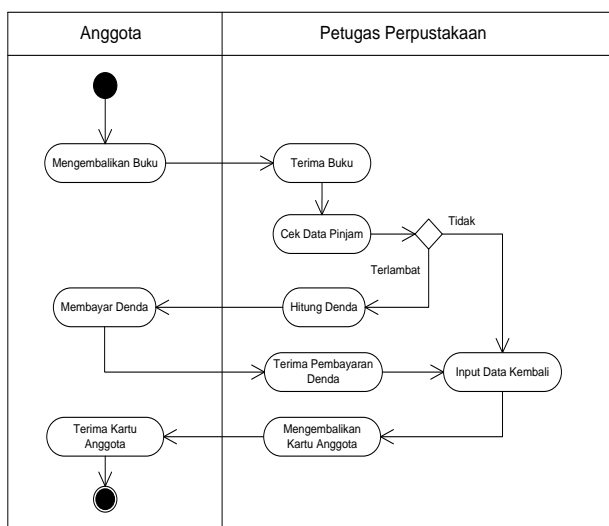 Anggota
Petugas Perpustakaan
Mengembalikan Buku
Terima Buku
Cek Data Pinjam
Tidak
Terlambat
Membayar Denda
Hitung Denda
Terima Pembayaran
Denda
Input Data Kembali
Terima Kartu
Anggota
Mengembalikan
Kartu Anggota